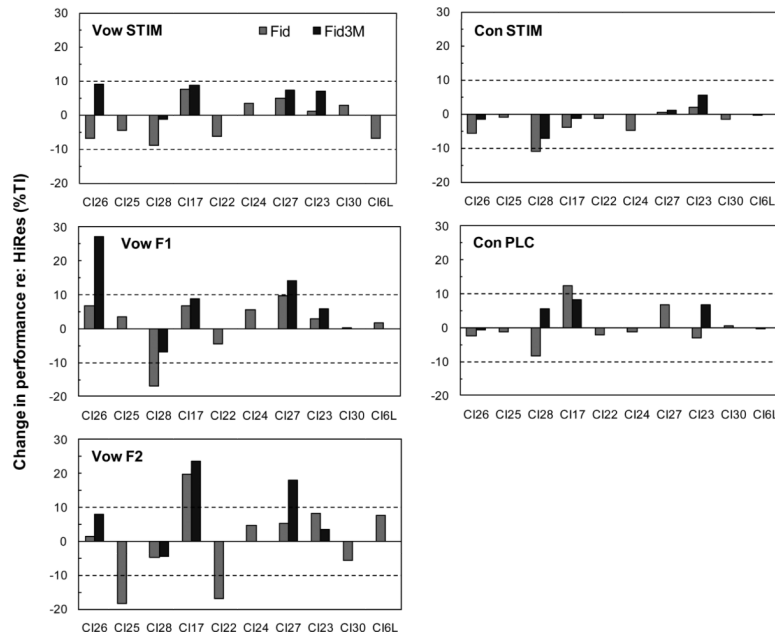 Change in performance re: HiRes (%TI)
Vow STIM
Fid
Fid3M
30
20
10
0
-10
-20
CI26 CI25 CI28 CI17 CI22 CI24 CI27 CI23 CI30 CI6L
Con STIM
30
20
10
0
-10
-20
CI26 CI25 CI28 CI17 CI22 CI24 CI27 CI23 CI30 CI6L
Vow F1
30
20
10
0
-10
-20
CI26 CI25 CI28 CI17 CI22 CI24 CI27 CI23 CI30 CI6L
Con PLC
30
20
10
0
-10
-20
CI26 CI25 CI28 CI17 CI22 CI24 CI27 CI23 CI30 CI6L
Vow F2
30
20
10
0
-10
-20
CI26 CI25 CI28 CI17 CI22 CI24 CI27 CI23 CI30 CI6L